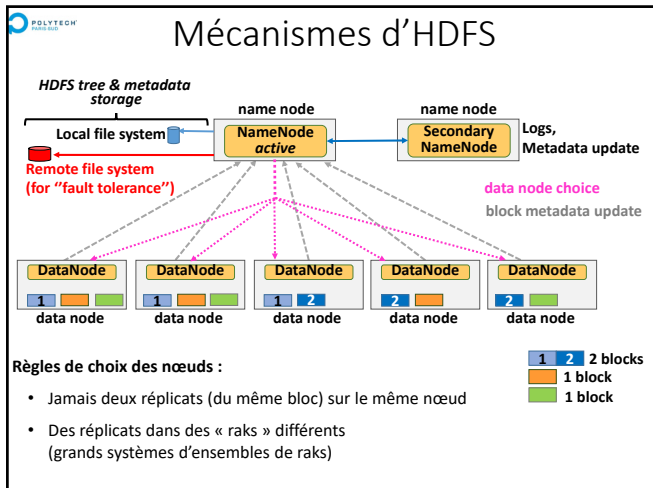 POLYTECH
PARIS-SUD
Mécanismes d’HDFS
HDFS tree & metadata
storage
Local file system
Remote file system
(for ‘’fault tolerance’’)
name node
NameNode
active
name node
Secondary
NameNode
Logs,
Metadata update
data node choice
block metadata update
DataNode
1
data node
DataNode
1
data node
DataNode
1 2
data node
DataNode
2
data node
DataNode
2
data node
Règles de choix des nœuds :
• Jamais deux réplicats (du même bloc) sur le même nœud
• Des réplicats dans des « raks » différents
(grands systèmes d’ensembles de raks)
1 2 2 blocks
1 block
1 block